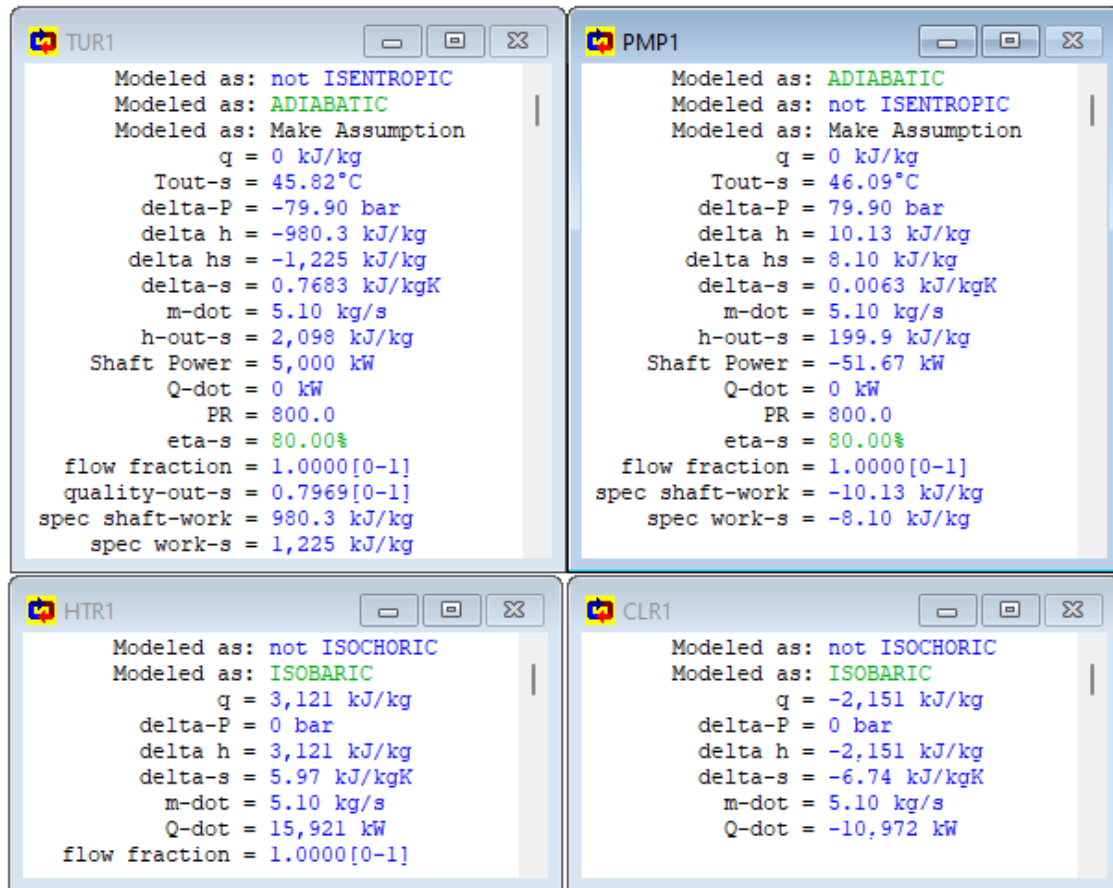 TUR1
Modeled as: not ISENTROPIC
Modeled as: ADIABATIC
Modeled as: Make Assumption
q = 0 kJ/kg
Tout-s = 45.82°C
delta-P = -79.90 bar
delta h = -980.3 kJ/kg
delta hs = -1,225 kJ/kg
delta-s = 0.7683 kJ/kgK
m-dot = 5.10 kg/s
h-out-s = 2,098 kJ/kg
Shaft Power = 5,000 kW
Q-dot = 0 kW
PR = 800.0
eta-s = 80.00%
flow fraction = 1.0000[0-1]
quality-out-s = 0.7969[0-1]
spec shaft-work = 980.3 kJ/kg
spec work-s = 1,225 kJ/kg
PMP1
Modeled as: ADIABATIC
Modeled as: not ISENTROPIC
Modeled as: Make Assumption
q = 0 kJ/kg
Tout-s = 46.09°C
delta-P = 79.90 bar
delta h = 10.13 kJ/kg
delta hs = 8.10 kJ/kg
delta-s = 0.0063 kJ/kgK
m-dot = 5.10 kg/s
h-out-s = 199.9 kJ/kg
Shaft Power = -51.67 kW
Q-dot = 0 kW
PR = 800.0
eta-s = 80.00%
flow fraction = 1.0000[0-1]
spec shaft-work = -10.13 kJ/kg
spec work-s = -8.10 kJ/kg
HTR1
Modeled as: not ISOCHORIC
Modeled as: ISOBARIC
q = 3,121 kJ/kg
delta-P = 0 bar
delta h = 3,121 kJ/kg
delta-s = 5.97 kJ/kgK
m-dot = 5.10 kg/s
Q-dot = 15,921 kW
flow fraction = 1.0000[0-1]
CLR1
Modeled as: not ISOCHORIC
Modeled as: ISOBARIC
q = -2,151 kJ/kg
delta-P = 0 bar
delta h = -2,151 kJ/kg
delta-s = -6.74 kJ/kgK
m-dot = 5.10 kg/s
Q-dot = -10,972 kW